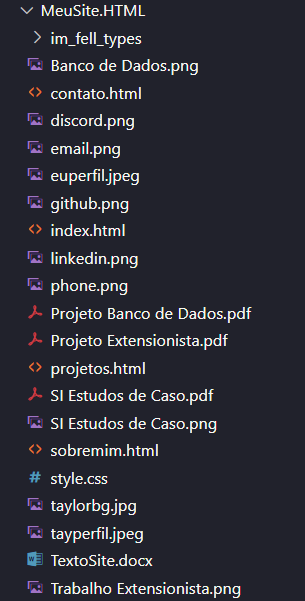 MeuSite.HTML
im_fell_types
Banco de Dados.png
contato.html
discord.png
email.png
euperfil.jpeg
github.png
index.html
linkedin.png
phone.png
Projeto Banco de Dados.pdf
Projeto Extensionista.pdf
projetos.html
SI Estudos de Caso.pdf
SI Estudos de Caso.png
sobremim.html
style.css
taylorbg.jpg
tayperfil.jpeg
TextoSite.docx
Trabalho Extensionista.png